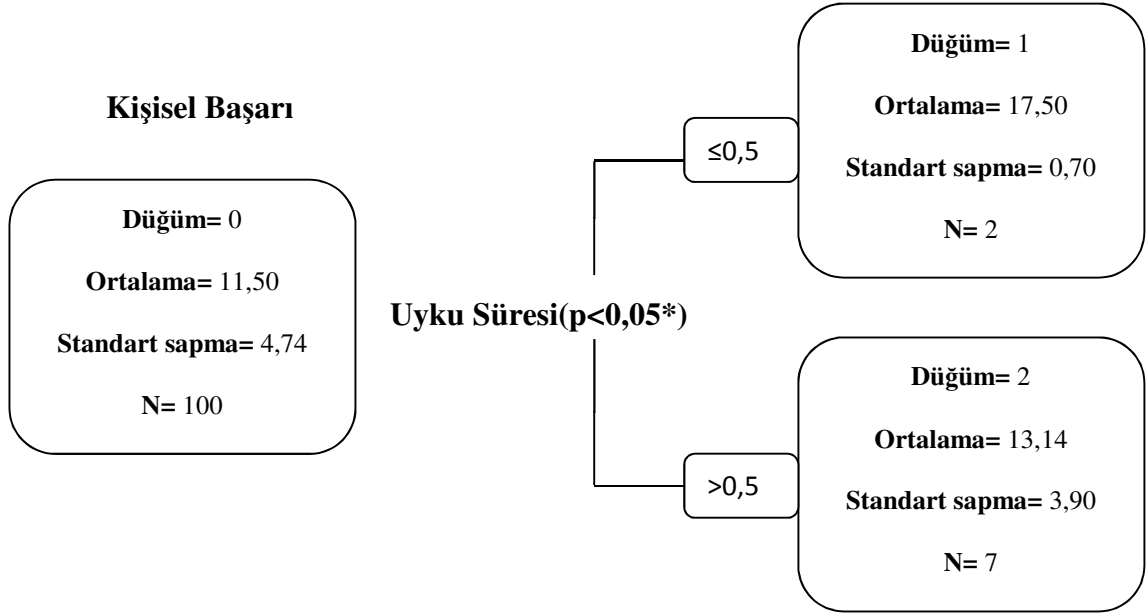 Kişisel Başarı
Düğüm= 0
Ortalama= 11,50
Standart sapma= 4,74
N= 100
Uyku Süresi(p<0,05*)
≤0,5
Düğüm= 1
Ortalama= 17,50
Standart sapma= 0,70
N= 2
>0,5
Düğüm= 2
Ortalama= 13,14
Standart sapma= 3,90
N= 7